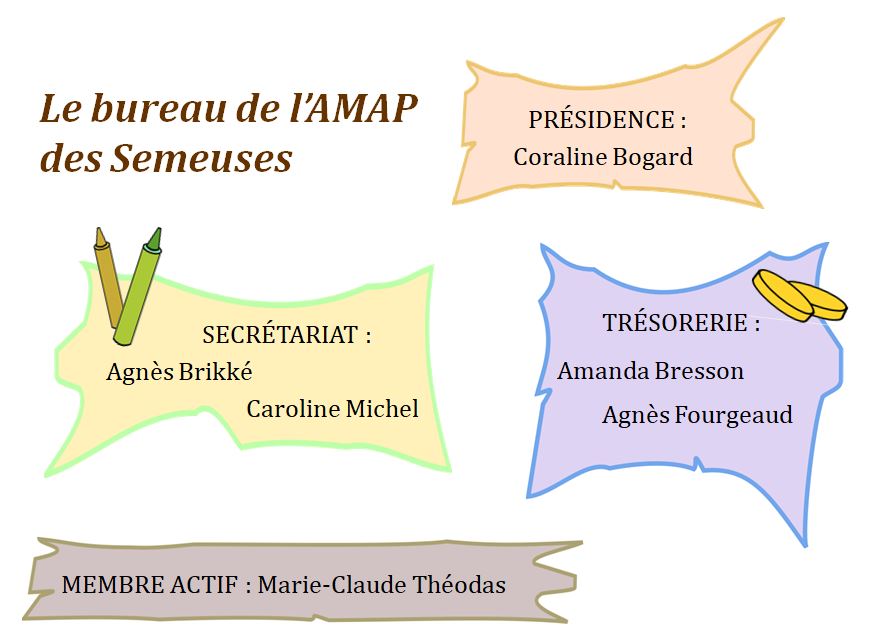 Le bureau de l’AMAP
des Semeuses
PRÉSIDENCE :
Coraline Bogard
SECRÉTARIAT :
Agnès Brikké
Caroline Michel
TRÉSORERIE :
Amanda Bresson
Agnès Fourgeaud
MEMBRE ACTIF : Marie-Claude Théodas